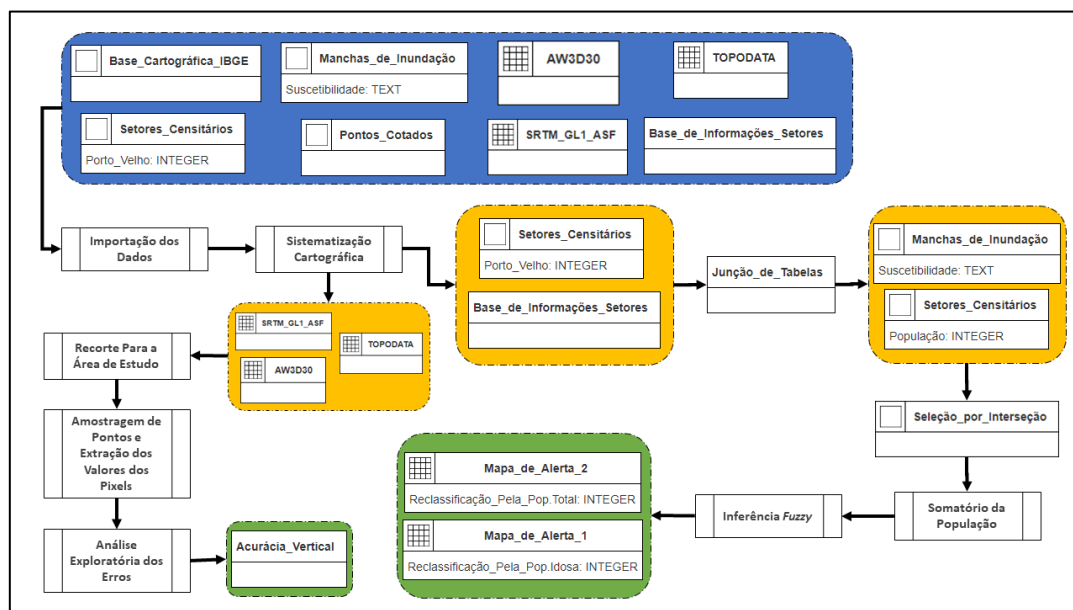 Base_Cartográfica_IBGE
Manchas_de_Inundação
Suscetibilidade: TEXT
AW3D30
TOPODATA
Setores_Censitários
Porto_Velho: INTEGER
Pontos_Cotados
SRTM_GL1_ASF
Base_de_Informações_Setores
Importação dos
Dados
Sistematização
Cartográfica
Setores_Censitários
Porto_Velho: INTEGER
Base_de_Informações_Setores
Junção_de_Tabelas
Manchas_de_Inundação
Suscetibilidade: TEXT
Setores_Censitários
População: INTEGER
SRTM_GL1_ASF
TOPODATA
AW3D30
Recorte Para a
Área de Estudo
Amostragem de
Pontos e
Extração dos
Valores dos
Pixels
Análise
Exploratória dos
Erros
Acurácia_Vertical
Seleção_por_Interseção
Somatório da
População
Inferência Fuzzy
Mapa_de_Alerta_2
Reclassificação_Pela_Pop.Total: INTEGER
Mapa_de_Alerta_1
Reclassificação_Pela_Pop.Idosa: INTEGER